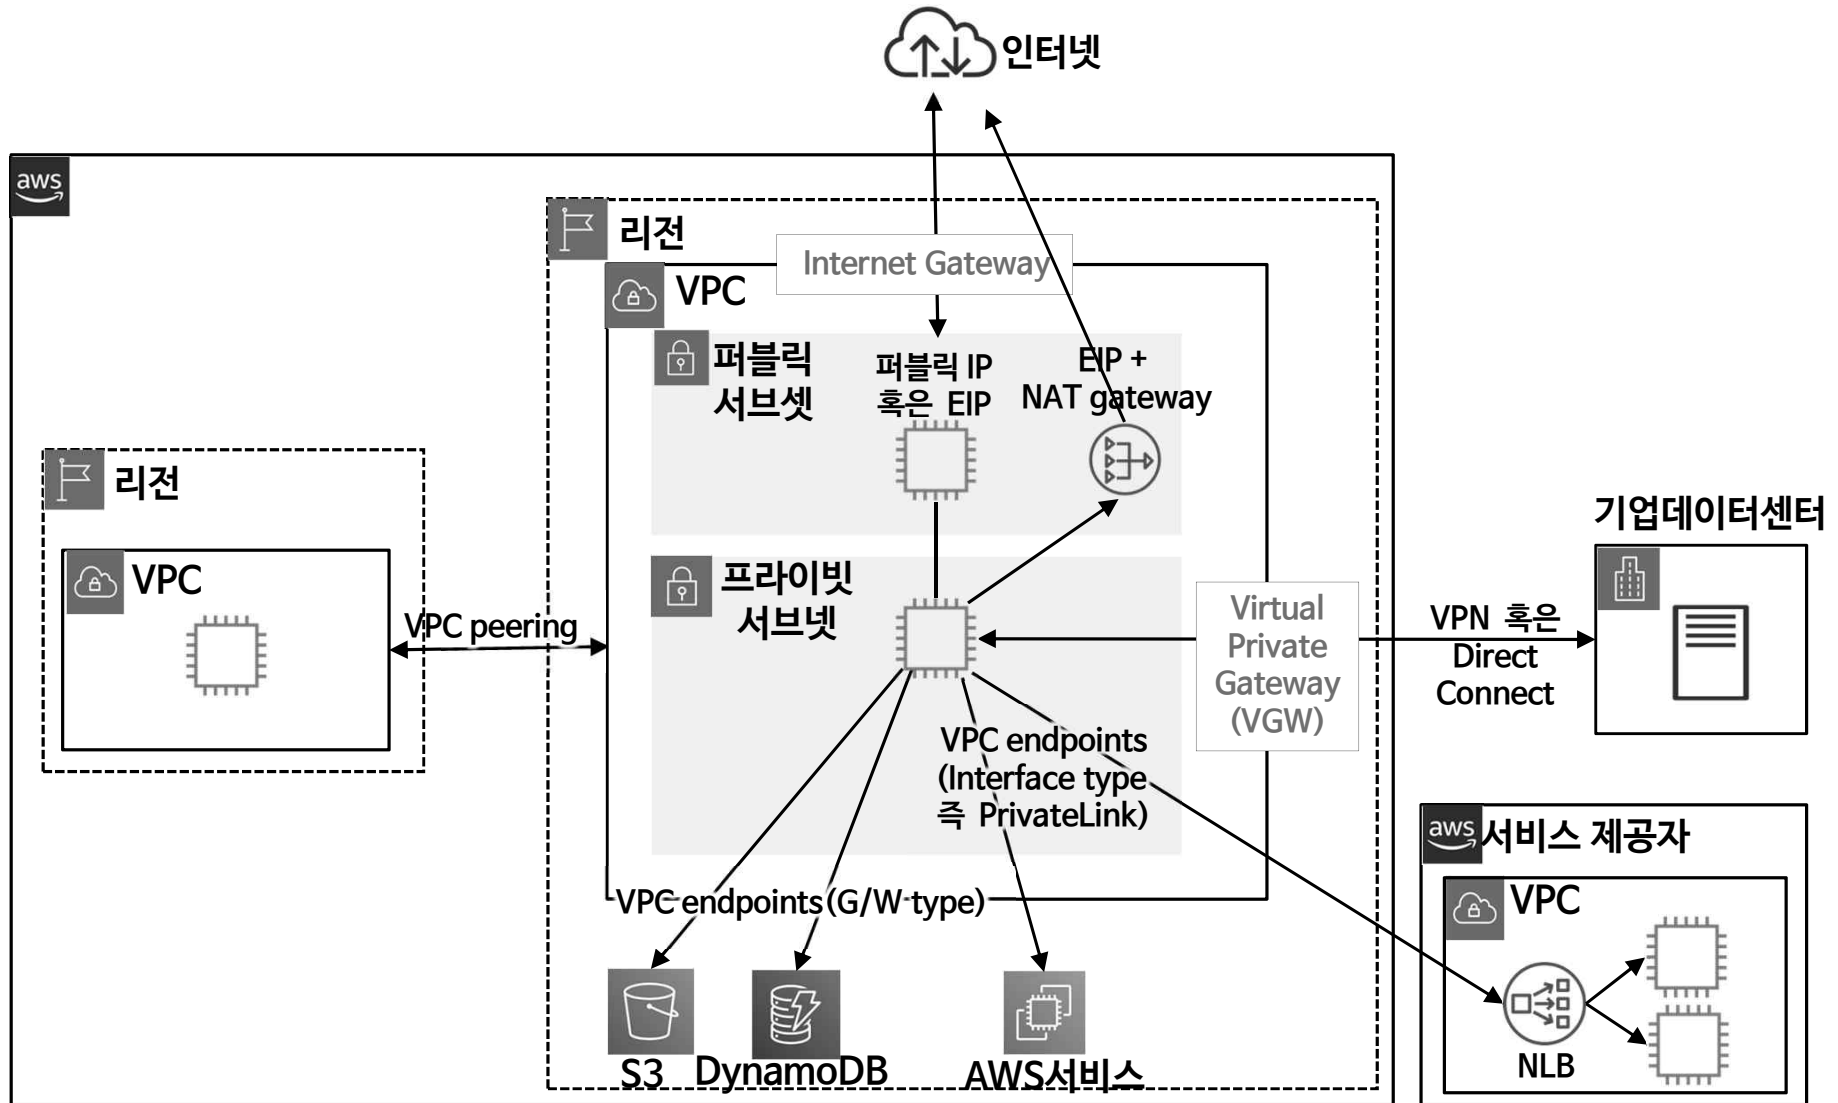 인터넷
aws
리전
Internet Gateway
VPC
퍼블릭
서브셋
퍼블릭 IP
혹은 EIP
EIP +
NAT gateway
리전
VPC
VPC peering
프라이빗
서브넷
Virtual
Private
Gateway
(VGW)
VPN 혹은
Direct
Connect
기업데이터센터
VPC endpoints
(Interface type
즉 PrivateLink)
VPC endpoints(G/W type)
S3
DynamoDB
AWS서비스
aws
서비스 제공자
VPC
NLB